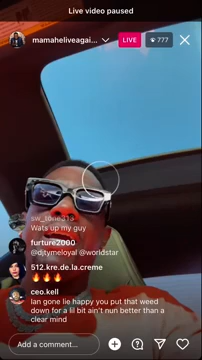 Live video paused
mamaheliveagai...
LIVE
777
Wats up my guy
furture2000
@djtymeloyal @worldstar
512.kre.de.la.creme
🔥🔥🔥
ceo.kell
Ian gone lie happy you put that weed
down for a lil bit ain't nun better than a
clear mind
Add a comment...